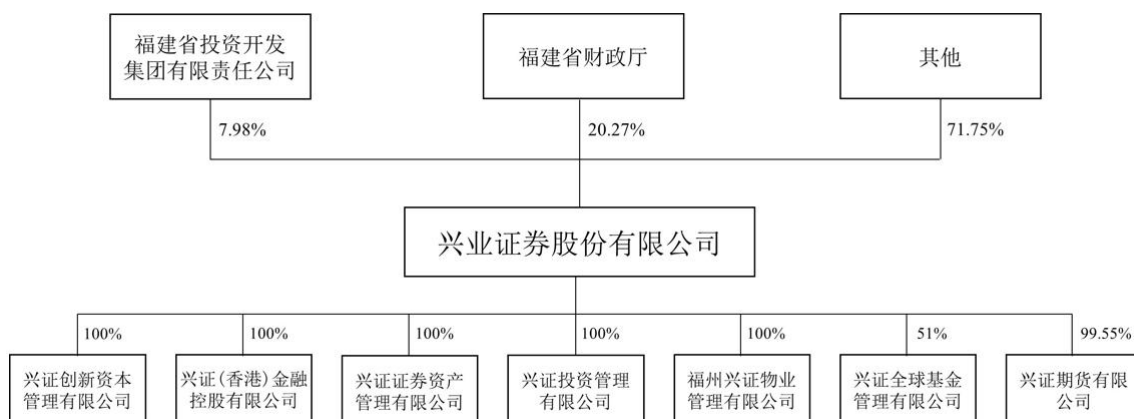 福建省投资开发
集团有限责任公司
福建省财政厅
其他
7.98%
20.27%
71.75%
兴业证券股份有限公司
100%
100%
100%
100%
100%
51%
99.55%
兴证创新资本
管理有限公司
兴证(香港)金融
控股有限公司
兴证证券资产
管理有限公司
兴证投资管理
有限公司
福州兴证物业
管理有限公司
兴证全球基金
管理有限公司
兴证期货有限
公司